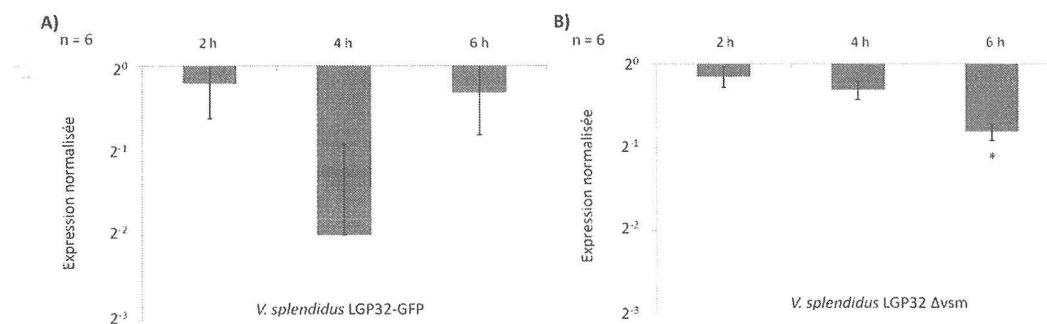 A)
n = 6
2 h 4 h 6 h
2⁰
2⁻¹
2⁻²
2⁻³
Expression normalisée
V. splendidus LGP32-GFP
B)
n = 6
2 h 4 h 6 h
2⁰
2⁻¹
2⁻²
2⁻³
Expression normalisée
*
V. splendidus LGP32 Δvsm